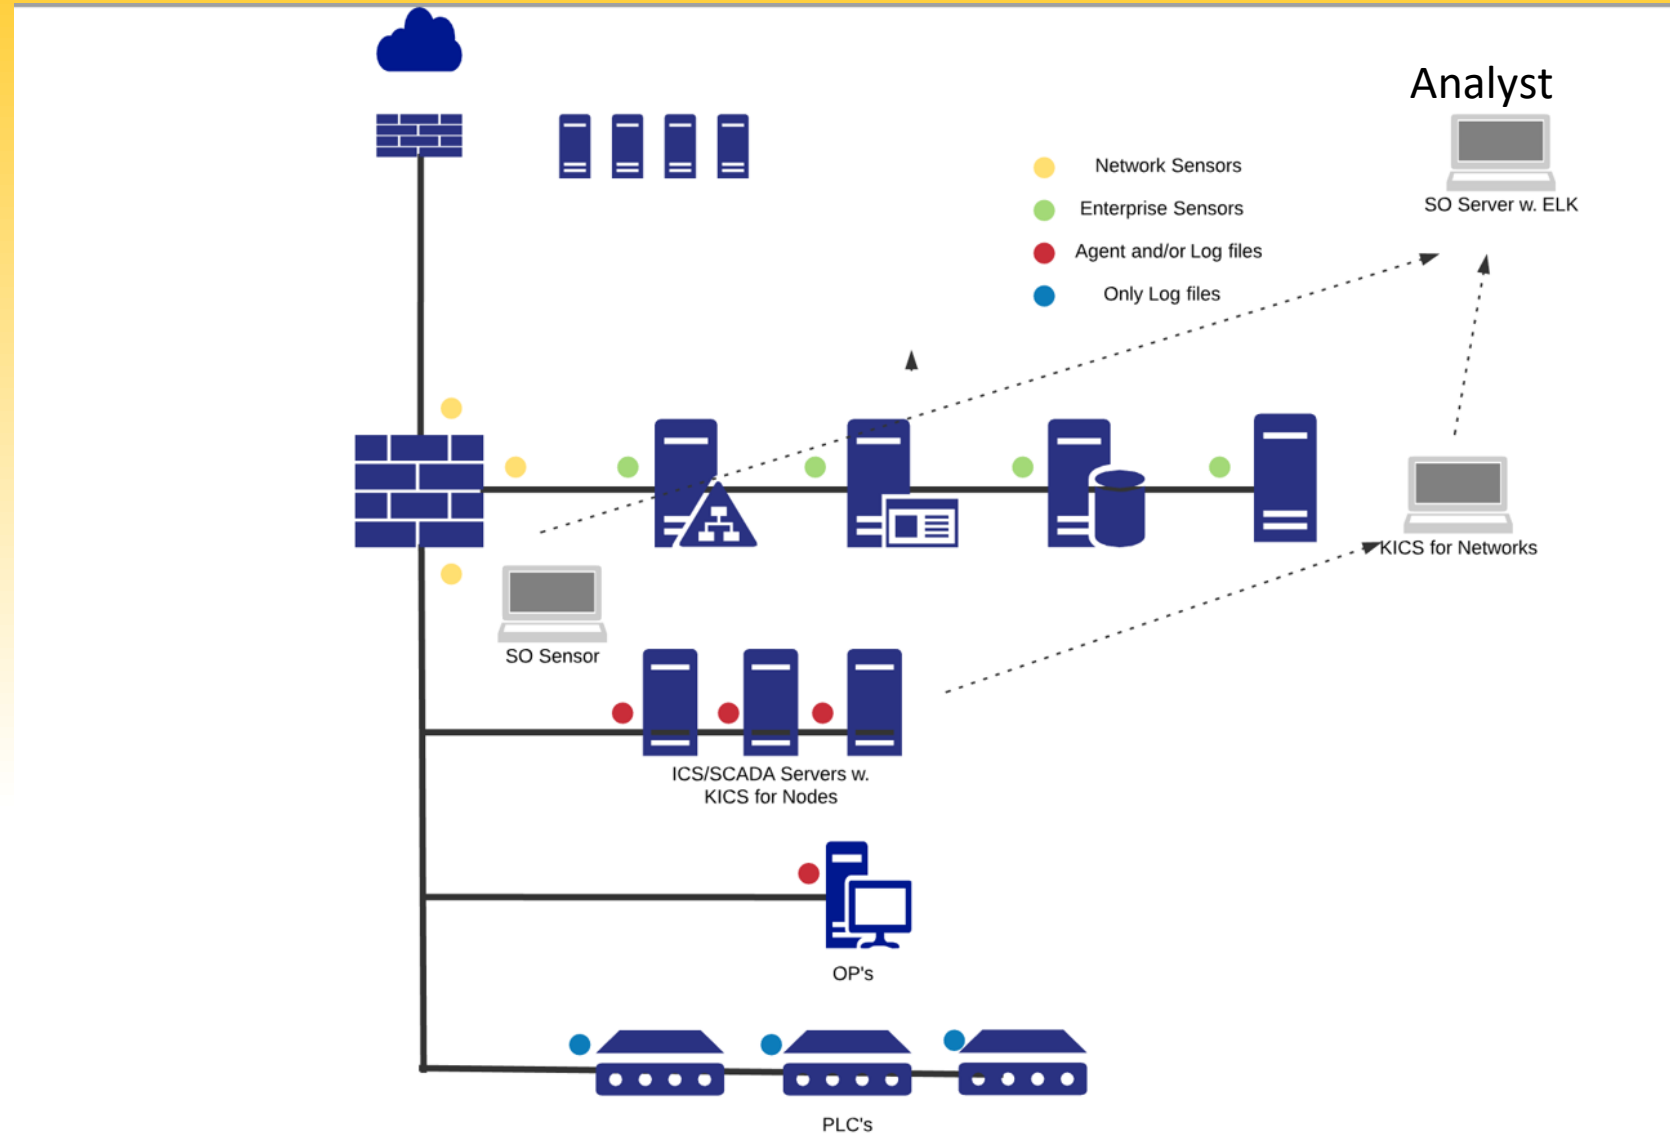 Analyst
Network Sensors
Enterprise Sensors
Agent and/or Log files
Only Log files
SO Server w. ELK
KICS for Networks
SO Sensor
ICS/SCADA Servers w.
KICS for Nodes
OP's
PLC's